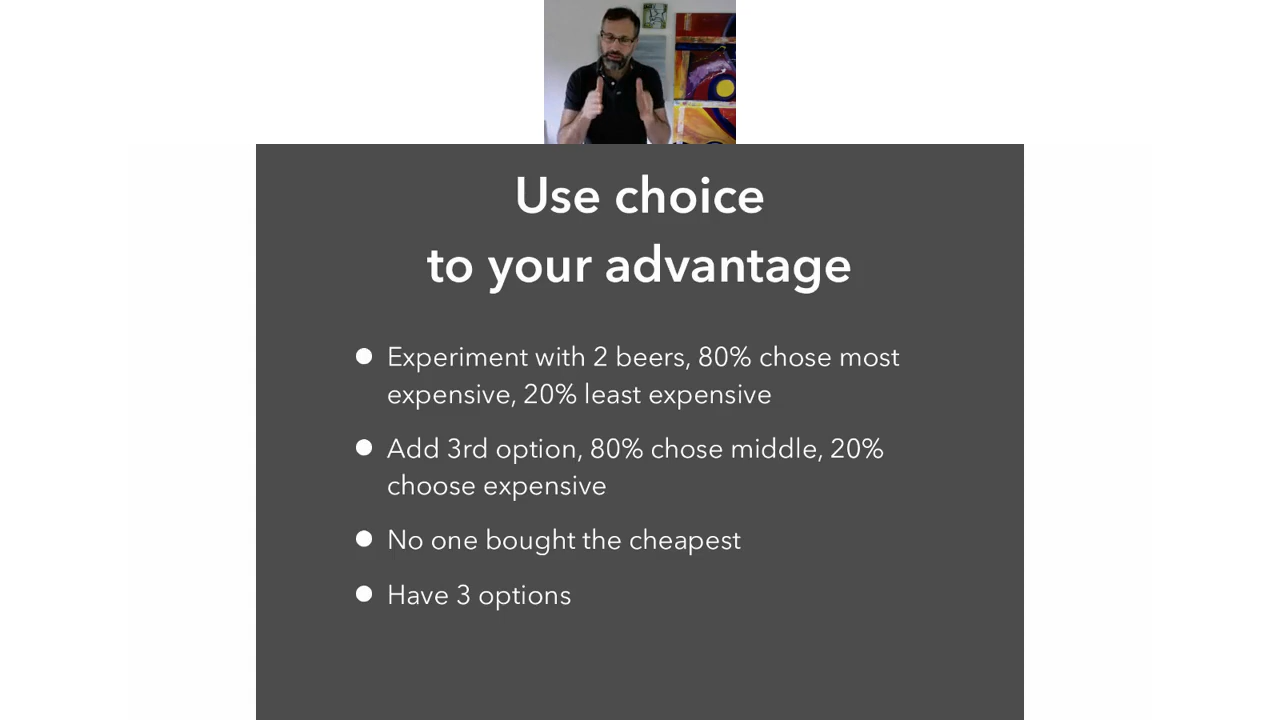 Use choice
to your advantage
● Experiment with 2 beers, 80% chose most
expensive, 20% least expensive
● Add 3rd option, 80% chose middle, 20%
choose expensive
● No one bought the cheapest
● Have 3 options